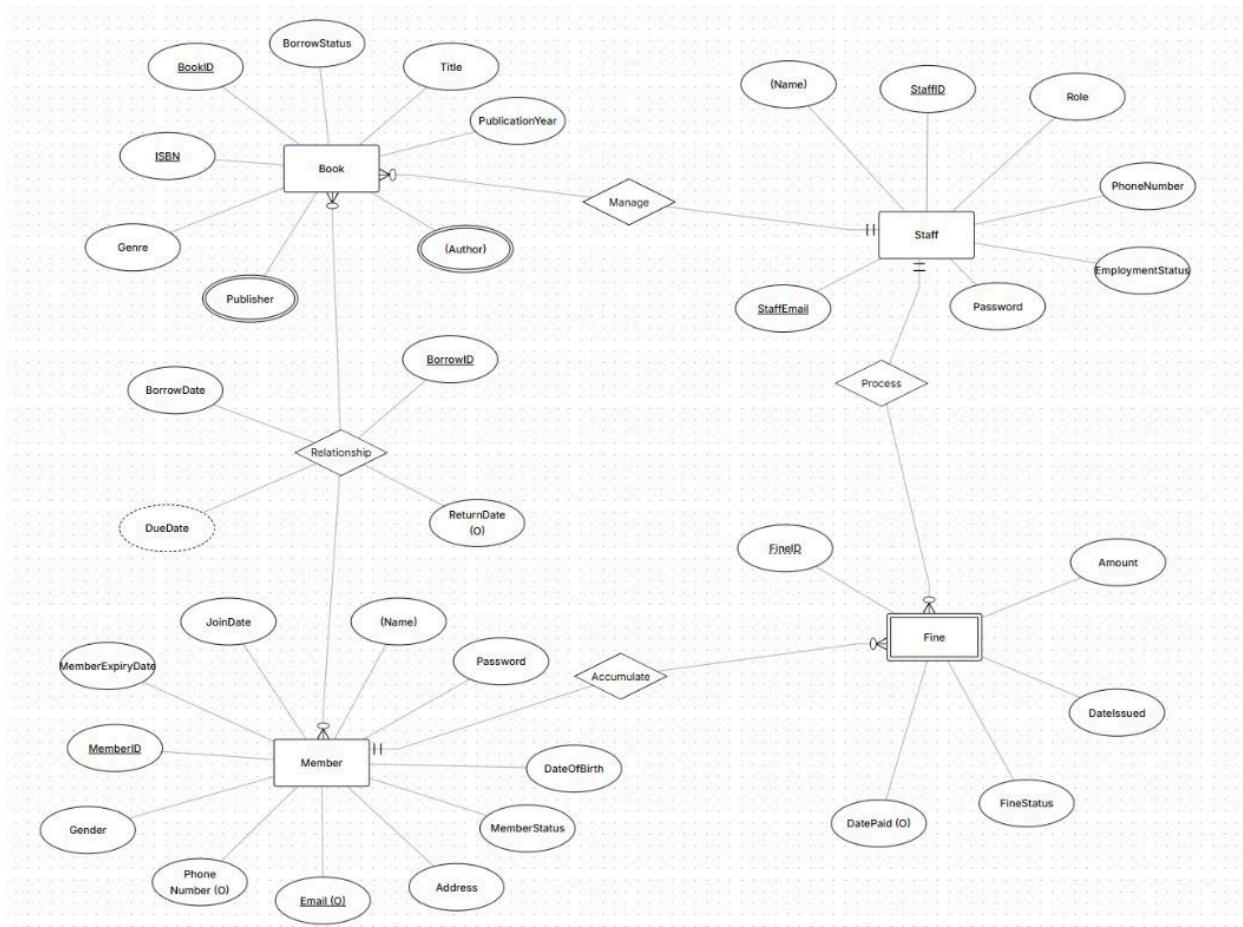 BorrowStatus
BookID
Title
PublicationYear
ISBN
Book
Genre
(Author)
Publisher
Manage
(Name)
StaffID
Role
PhoneNumber
Staff
EmploymentStatus
StaffEmail
Password
BorrowID
BorrowDate
Relationship
DueDate
ReturnDate
(O)
Process
FineID
Amount
Fine
DateIssued
FineStatus
DatePaid (O)
Accumulate
JoinDate
(Name)
MemberExpiryDate
Password
MemberID
Member
DateOfBirth
Gender
MemberStatus
Phone
Number (O)
Email (O)
Address